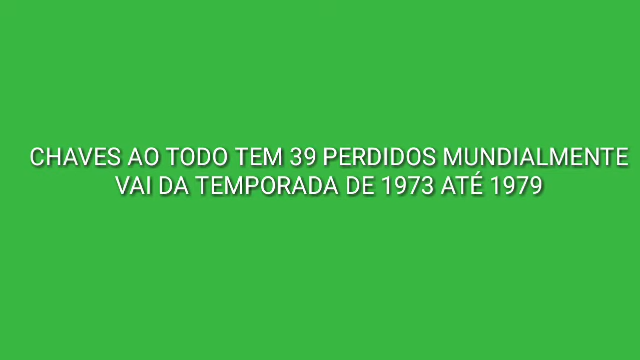 CHAVES AO TODO TEM 39 PERDIDOS MUNDIALMENTE
VAI DA TEMPORADA DE 1973 ATÉ 1979